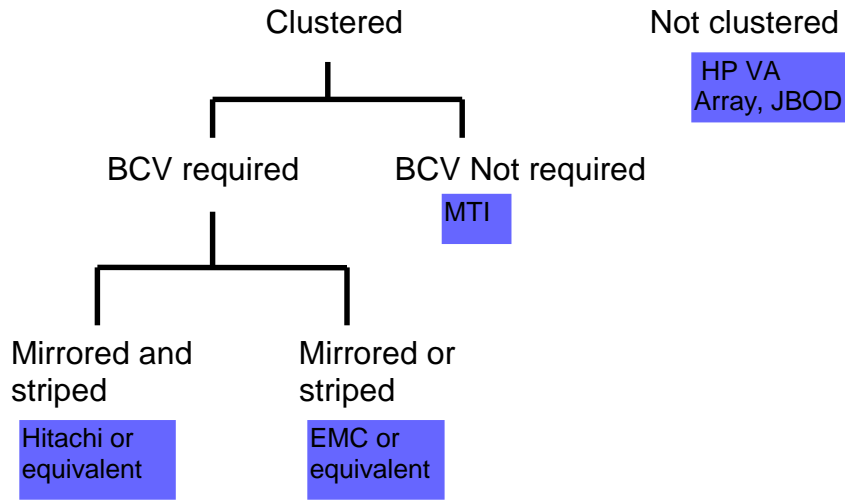 Clustered
Not clustered
HP VA
Array, JBOD
BCV required
BCV Not required
MTI
Mirrored and
striped
Hitachi or
equivalent
Mirrored or
striped
EMC or
equivalent